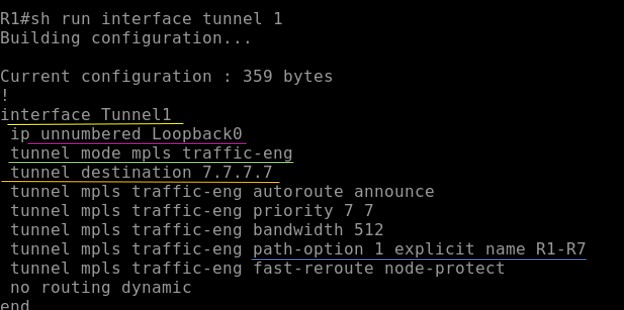 R1#sh run interface tunnel 1
Building configuration...
Current configuration : 359 bytes
!
interface Tunnel1
ip unnumbered Loopback0
tunnel mode mpls traffic-eng
tunnel destination 7.7.7.7
tunnel mpls traffic-eng autoroute announce
tunnel mpls traffic-eng priority 7 7
tunnel mpls traffic-eng bandwidth 512
tunnel mpls traffic-eng path-option 1 explicit name R1-R7
tunnel mpls traffic-eng fast-reroute node-protect
no routing dynamic
end